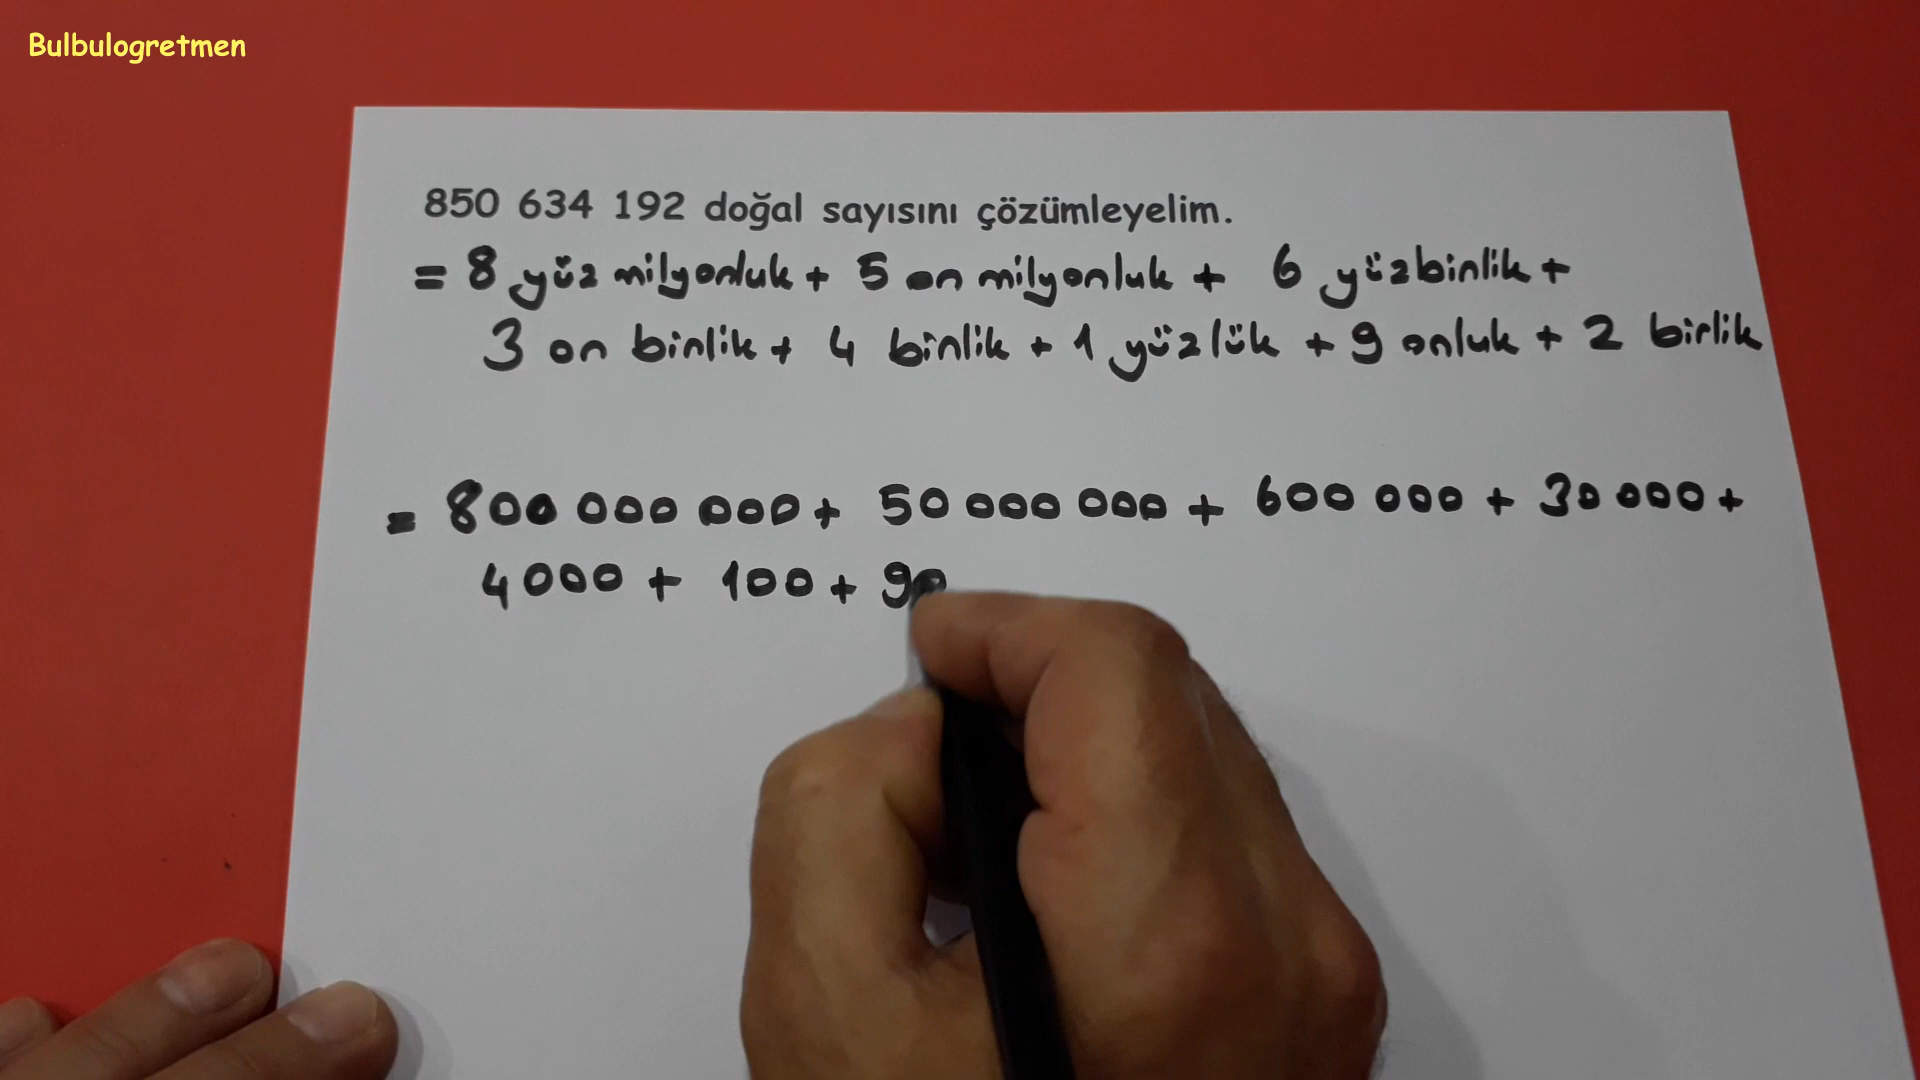 Bulbulogretmen
850 634 192 doğal sayısını çözümleyelim.
= 8 yüz milyonluk + 5 on milyonluk + 6 yüzbinlik +
3 on binlik + 4 binlik + 1 yüzlük + 9 onluk + 2 birlik
= 800 000 000 + 50 000 000 + 600 000 + 30 000 +
4000 + 100 + 90